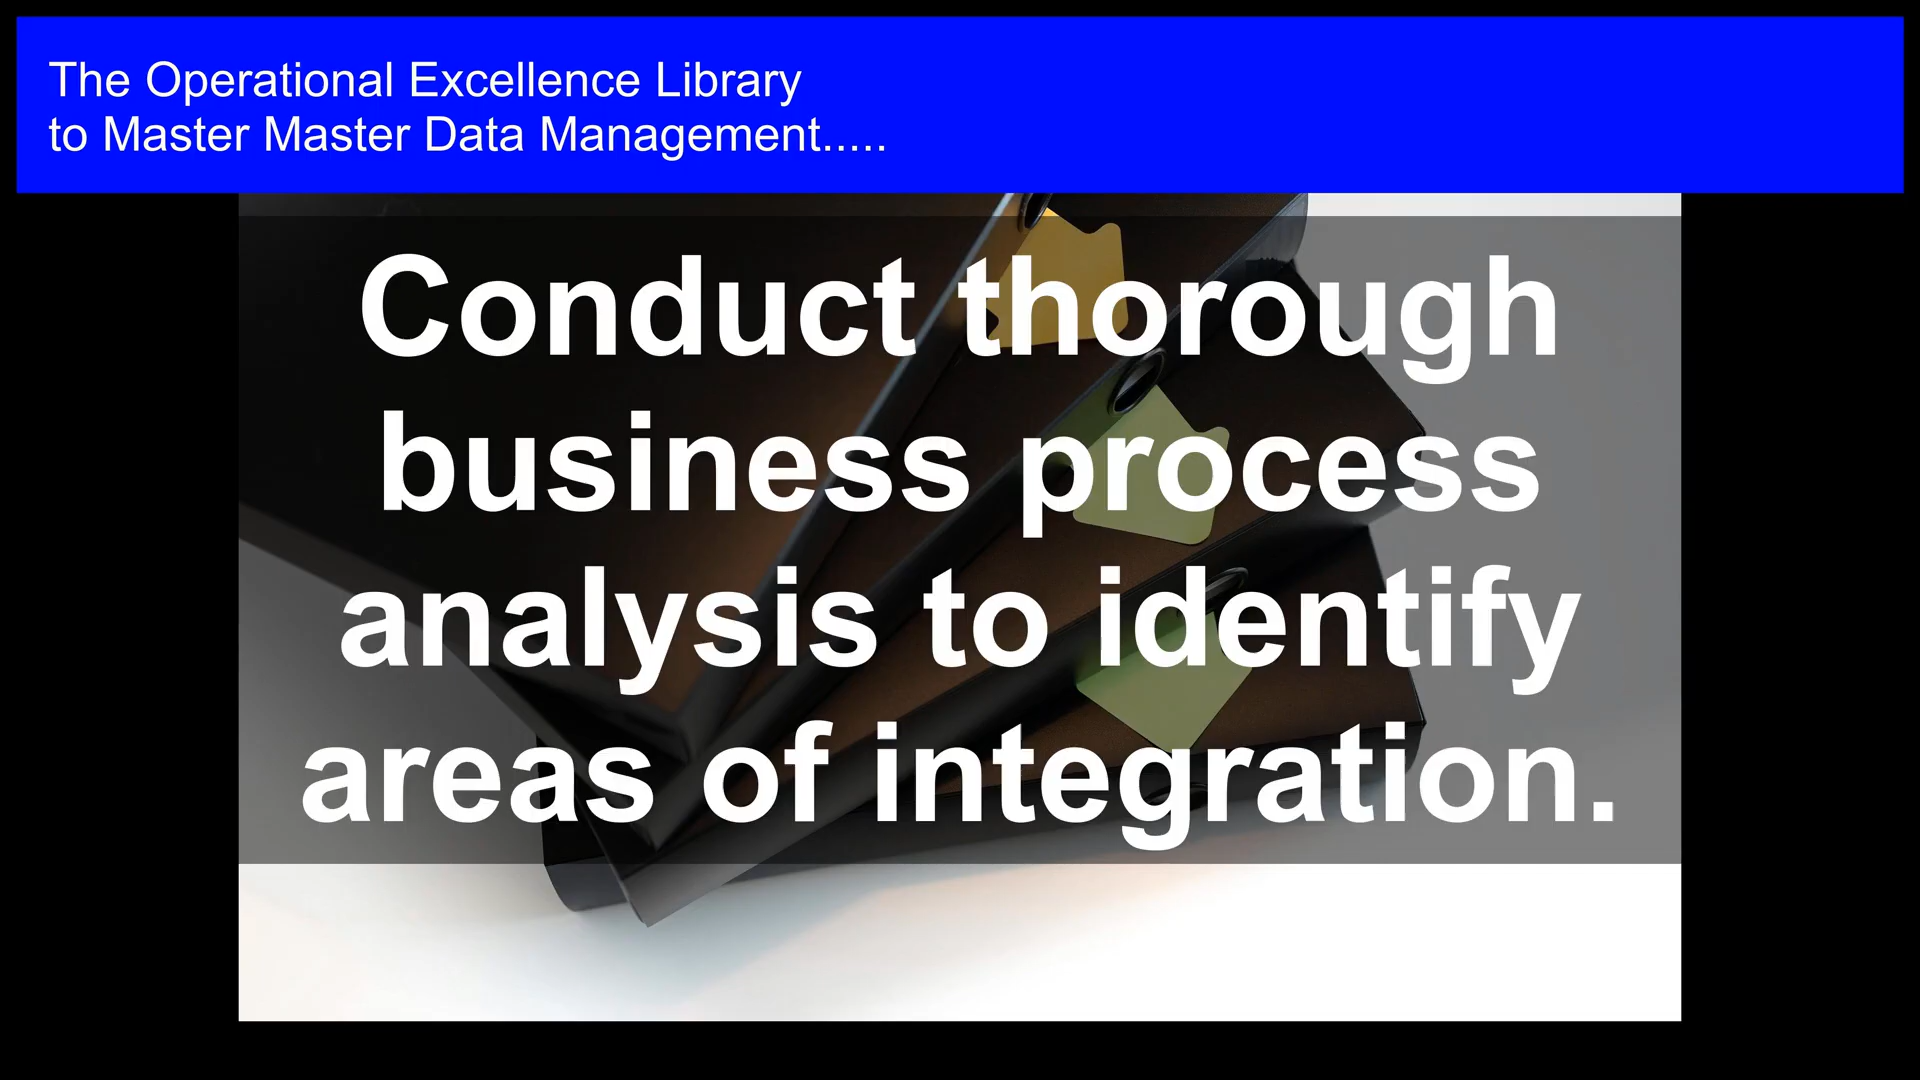 The Operational Excellence Library
to Master Master Data Management.....
Conduct thorough
business process
analysis to identify
areas of integration.